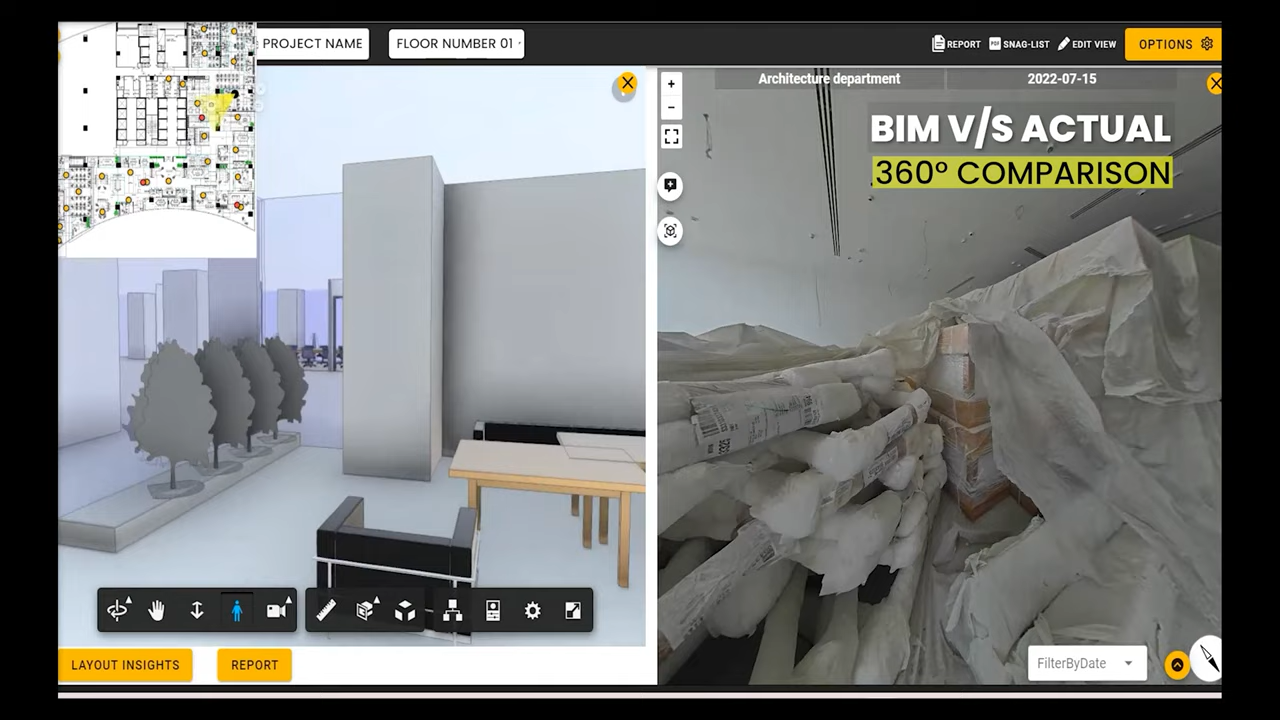 PROJECT NAME
FLOOR NUMBER 01
REPORT
SNAG-LIST
EDIT VIEW
OPTIONS
Architecture department
2022-07-15
BIM V/S ACTUAL
360° COMPARISON
+
−
LAYOUT INSIGHTS
REPORT
FilterByDate